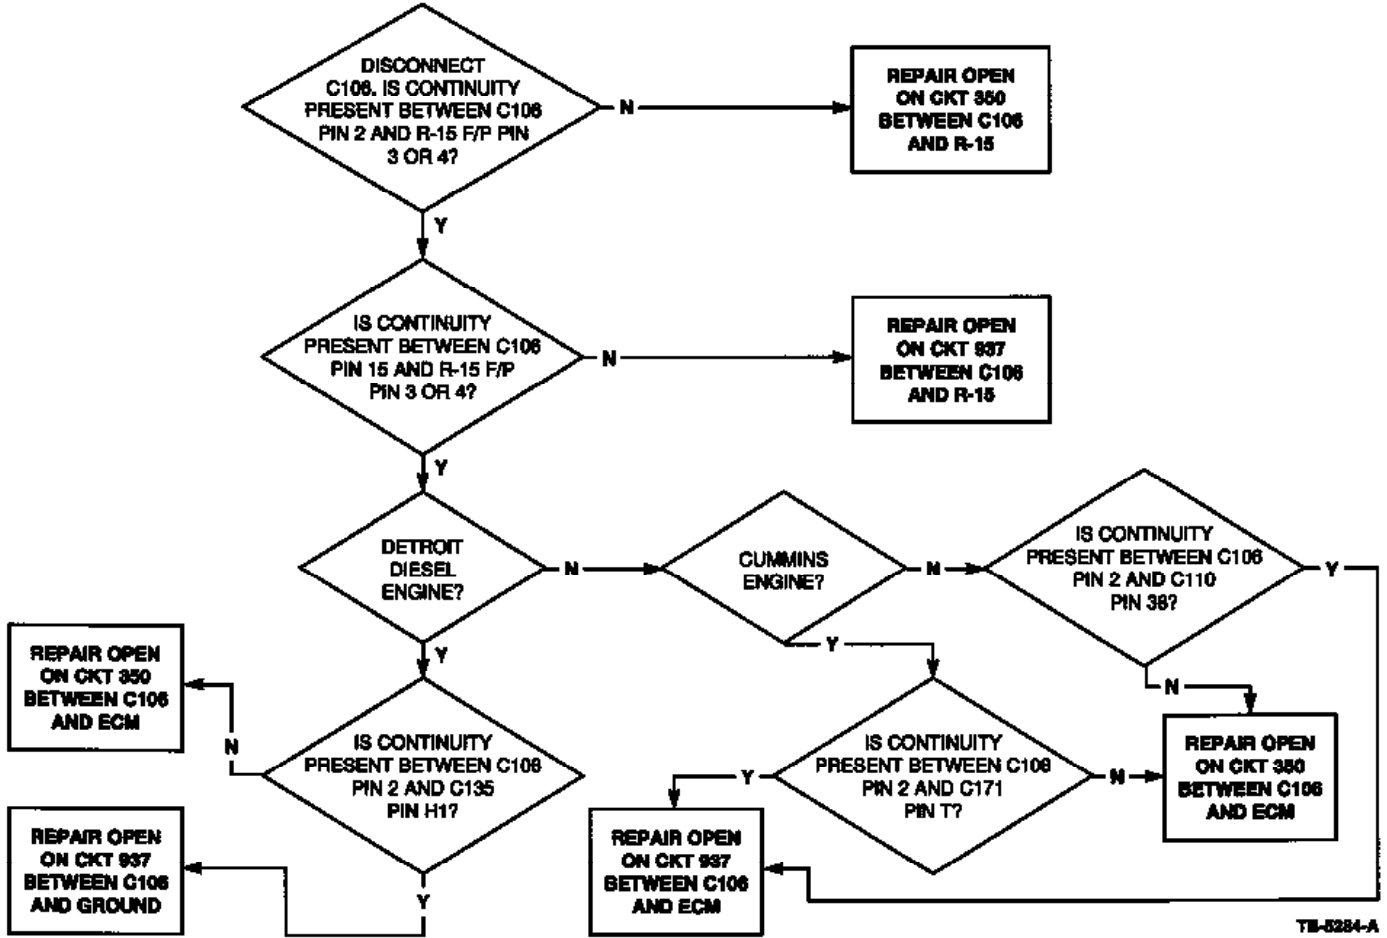 DISCONNECT
C106. IS CONTINUITY
PRESENT BETWEEN C106
PIN 2 AND R-15 F/P PIN
3 OR 4?
N
REPAIR OPEN
ON CKT 350
BETWEEN C106
AND R-15
Y
IS CONTINUITY
PRESENT BETWEEN C106
PIN 15 AND R-15 F/P
PIN 3 OR 4?
N
REPAIR OPEN
ON CKT 937
BETWEEN C106
AND R-15
Y
DETROIT
DIESEL
ENGINE?
N
CUMMINS
ENGINE?
N
IS CONTINUITY
PRESENT BETWEEN C106
PIN 2 AND C110
PIN 36?
Y
Y
Y
N
REPAIR OPEN
ON CKT 350
BETWEEN C106
AND ECM
N
IS CONTINUITY
PRESENT BETWEEN C106
PIN 2 AND C135
PIN H1?
Y
IS CONTINUITY
PRESENT BETWEEN C106
PIN 2 AND C171
PIN T?
N
REPAIR OPEN
ON CKT 350
BETWEEN C106
AND ECM
REPAIR OPEN
ON CKT 937
BETWEEN C106
AND GROUND
Y
REPAIR OPEN
ON CKT 937
BETWEEN C106
AND ECM
TE-5284-A